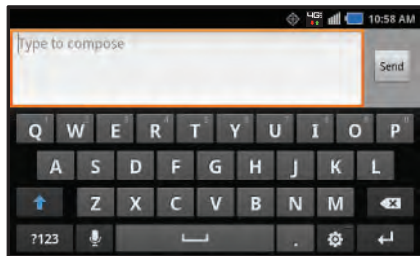 4G 10:58 AM
Type to compose
Send
Q W E R T Y U I O P
A S D F G H J K L
Z X C V B N M
?123 .